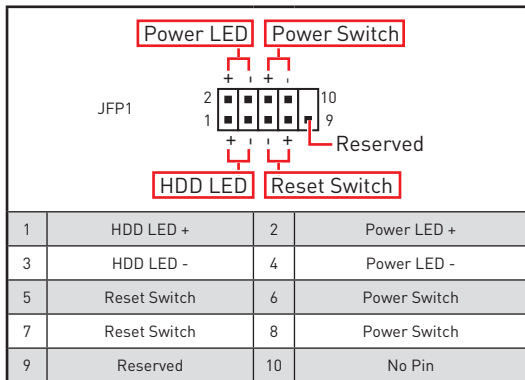 Power LED Power Switch
+ - + -
JFP1
2 10
1 9
+ - - +
Reserved
HDD LED Reset Switch
1 HDD LED + 2 Power LED +
3 HDD LED - 4 Power LED -
5 Reset Switch 6 Power Switch
7 Reset Switch 8 Power Switch
9 Reserved 10 No Pin